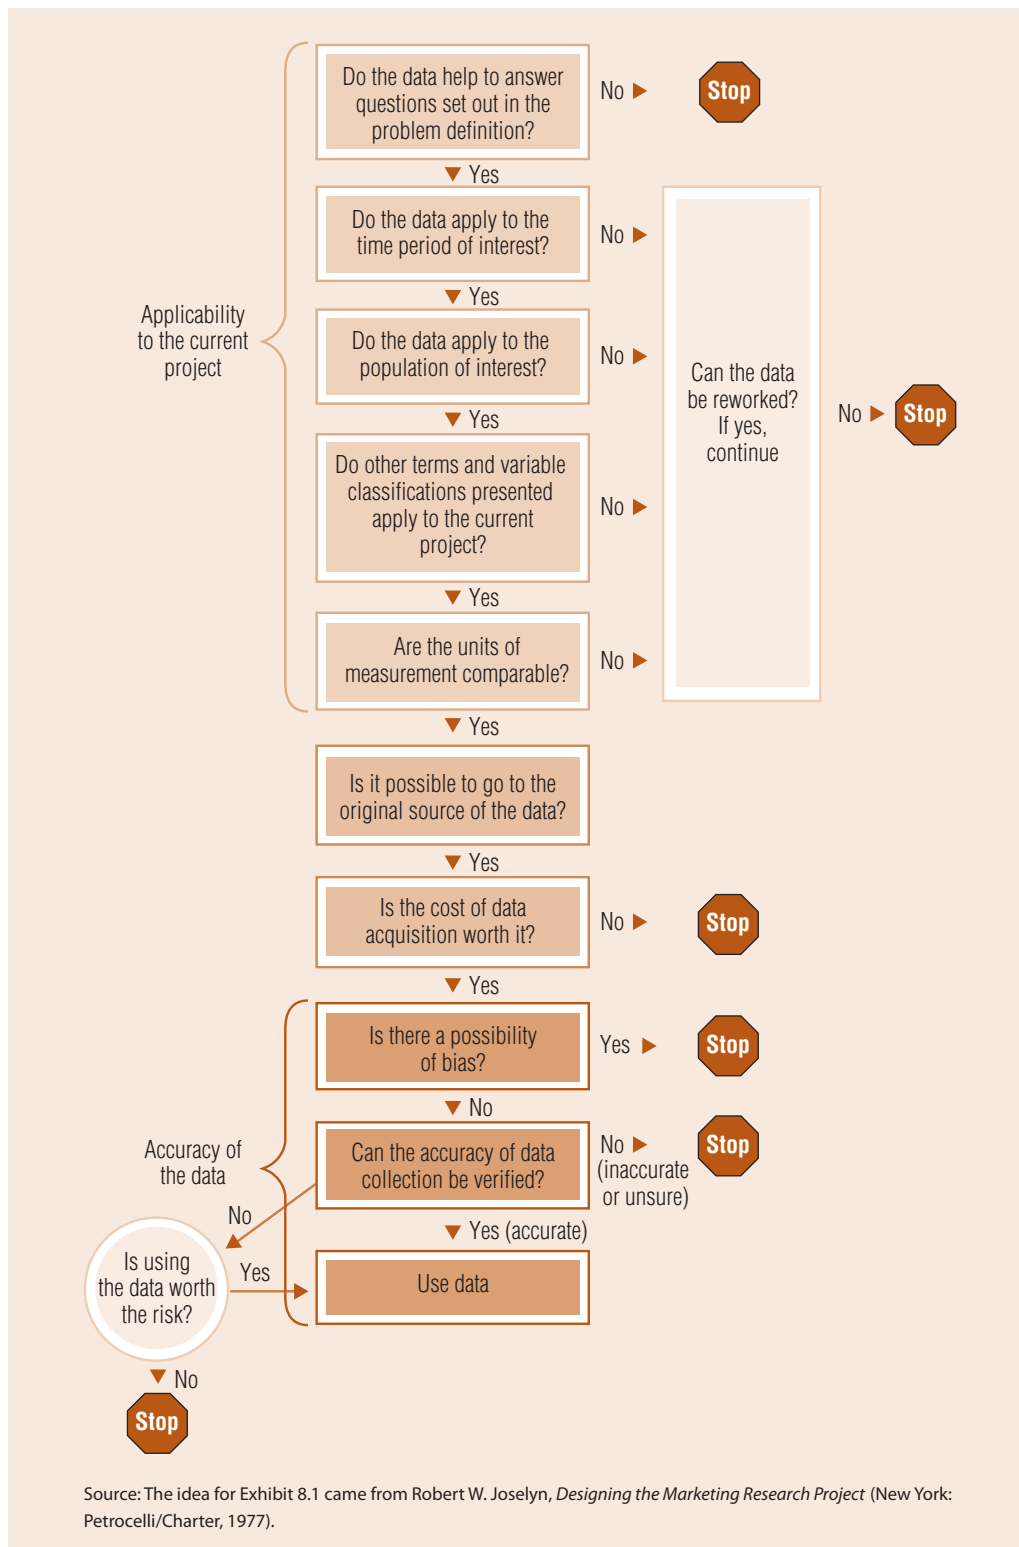 Do the data help to answer
questions set out in the
problem definition?
No
Stop
Yes
Do the data apply to the
time period of interest?
No
Yes
Applicability
to the current
project
Do the data apply to the
population of interest?
No
Can the data
be reworked?
If yes,
continue
No
Stop
Yes
Do other terms and variable
classifications presented
apply to the current
project?
No
Yes
Are the units of
measurement comparable?
No
Yes
Is it possible to go to the
original source of the data?
Yes
Is the cost of data
acquisition worth it?
No
Stop
Yes
Is there a possibility
of bias?
Yes
Stop
No
Accuracy of
the data
Can the accuracy of data
collection be verified?
No
(inaccurate
or unsure)
Stop
No
Yes (accurate)
Is using
the data worth
the risk?
Yes
Use data
No
Stop
Source: The idea for Exhibit 8.1 came from Robert W. Joselyn, Designing the Marketing Research Project (New York:
Petrocelli/Charter, 1977).